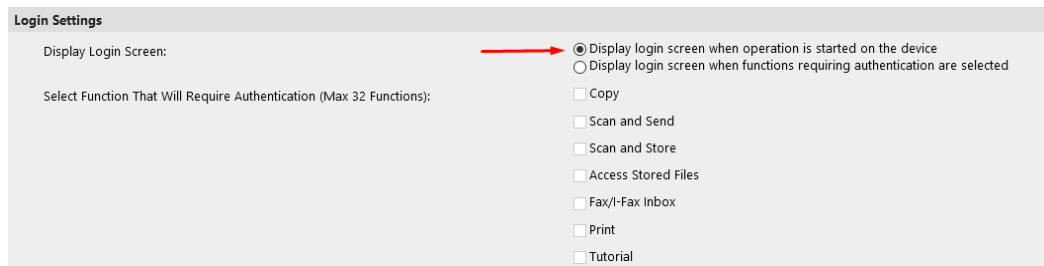 Login Settings
Display Login Screen:
Display login screen when operation is started on the device
Display login screen when functions requiring authentication are selected
Select Function That Will Require Authentication (Max 32 Functions):
Copy
Scan and Send
Scan and Store
Access Stored Files
Fax/I-Fax Inbox
Print
Tutorial